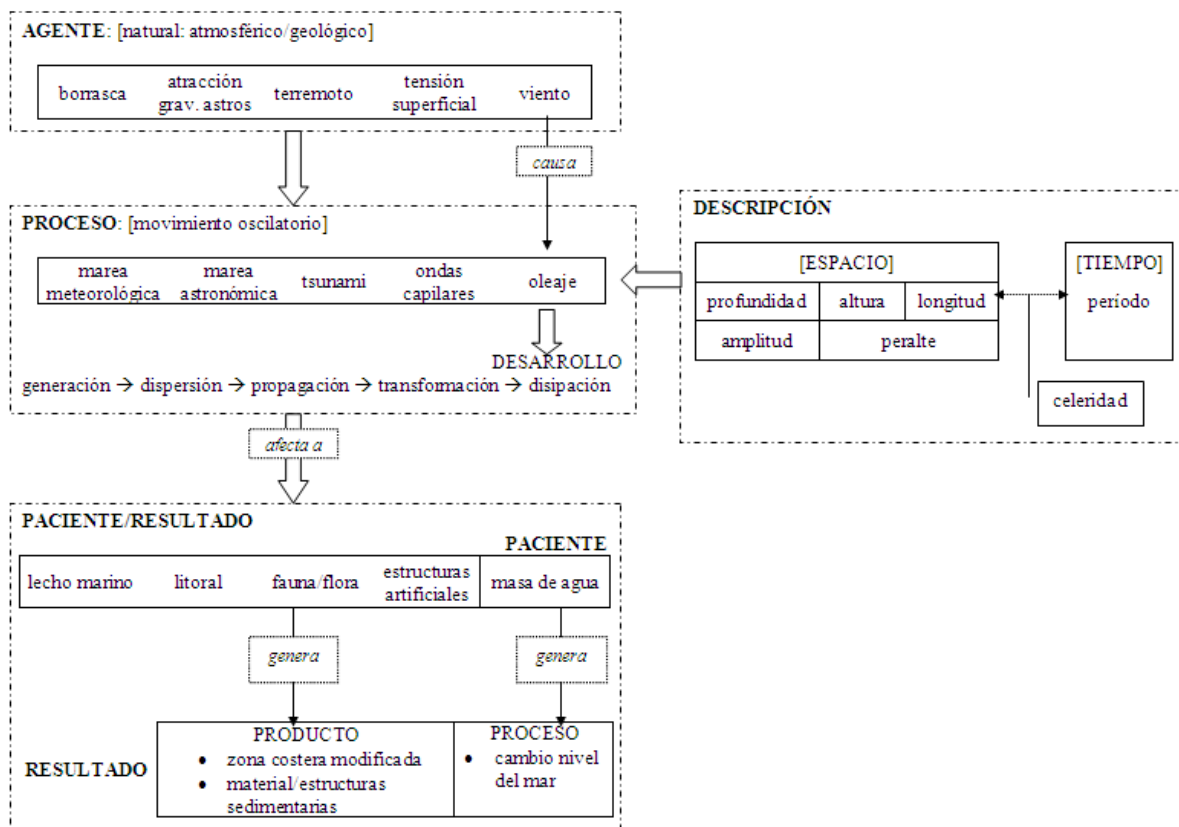 AGENTE: [natural: atmosférico/geológico]
borrasca
atracción
grav. astros
terremoto
tensión
superficial
viento
causa
PROCESO: [movimiento oscilatorio]
marea
meteorológica
marea
astronómica
tsunami
ondas
capilares
oleaje
DESARROLLO
generación → dispersión → propagación → transformación → disipación
DESCRIPCIÓN
[ESPACIO]
profundidad
altura
longitud
amplitud
peralte
[TIEMPO]
período
celeridad
afecta a
PACIENTE/RESULTADO
PACIENTE
lecho marino
litoral
fauna/flora
estructuras
artificiales
masa de agua
genera
genera
RESULTADO
PRODUCTO
• zona costera modificada
• material/estructuras
sedimentarias
PROCESO
• cambio nivel
del mar